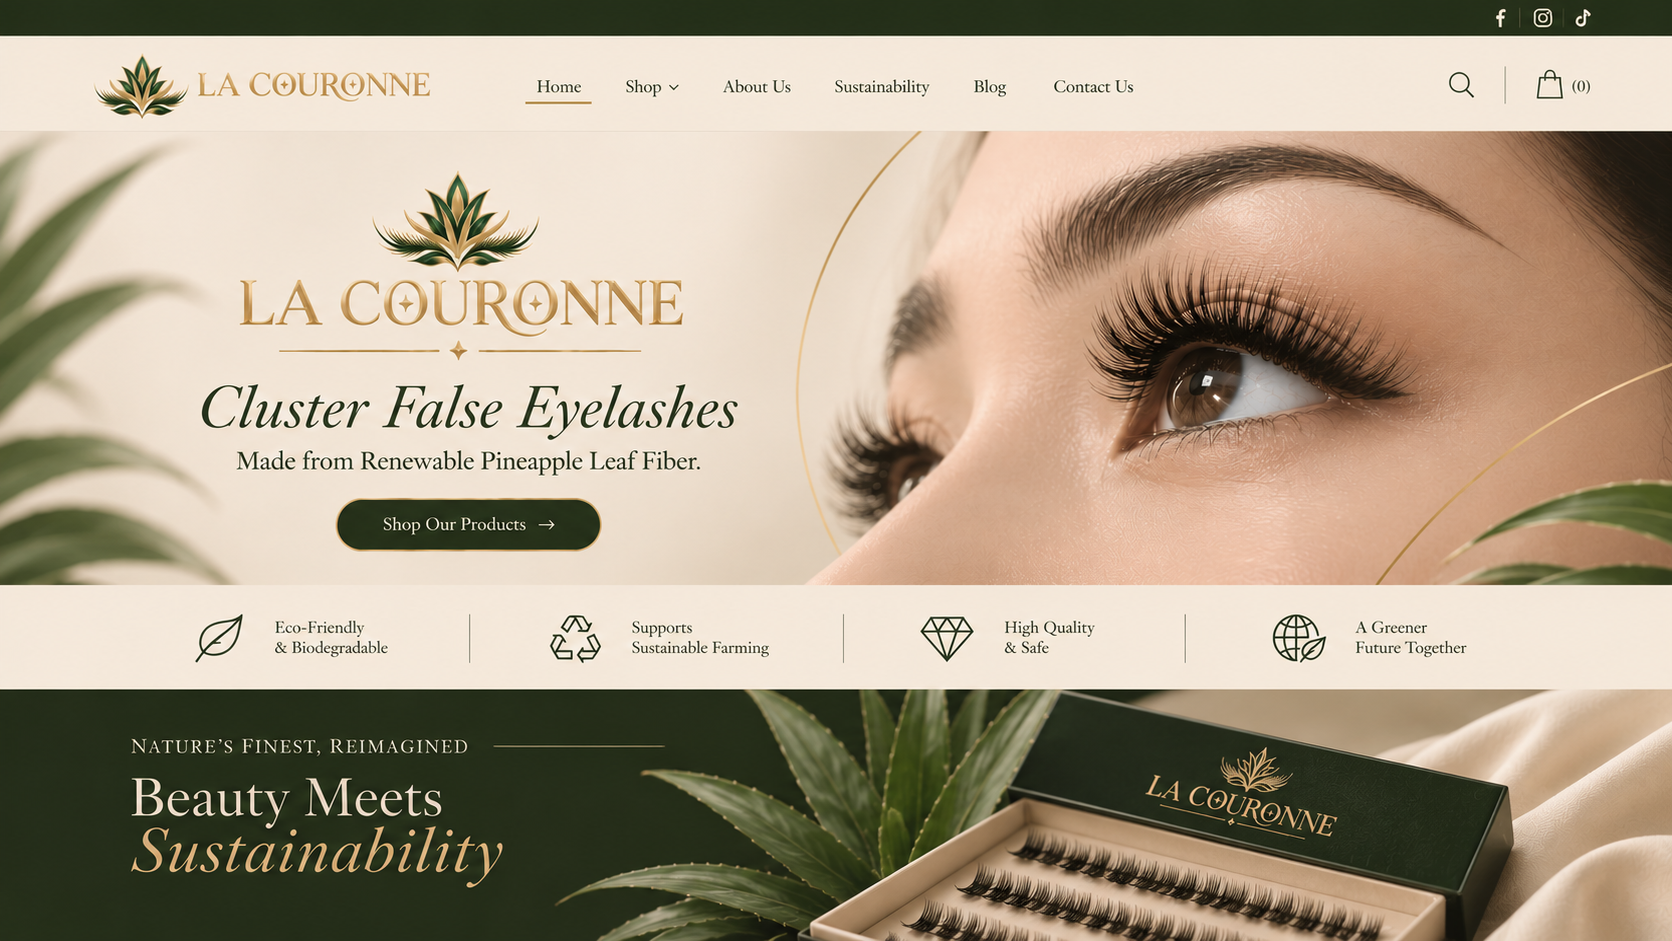 LA COURONNE
Home
Shop
About Us
Sustainability
Blog
Contact Us
(0)
LA COURONNE
Cluster False Eyelashes
Made from Renewable Pineapple Leaf Fiber.
Shop Our Products →
Eco-Friendly
& Biodegradable
Supports
Sustainable Farming
High Quality
& Safe
A Greener
Future Together
NATURE'S FINEST, REIMAGINED
Beauty Meets
Sustainability
LA COURONNE